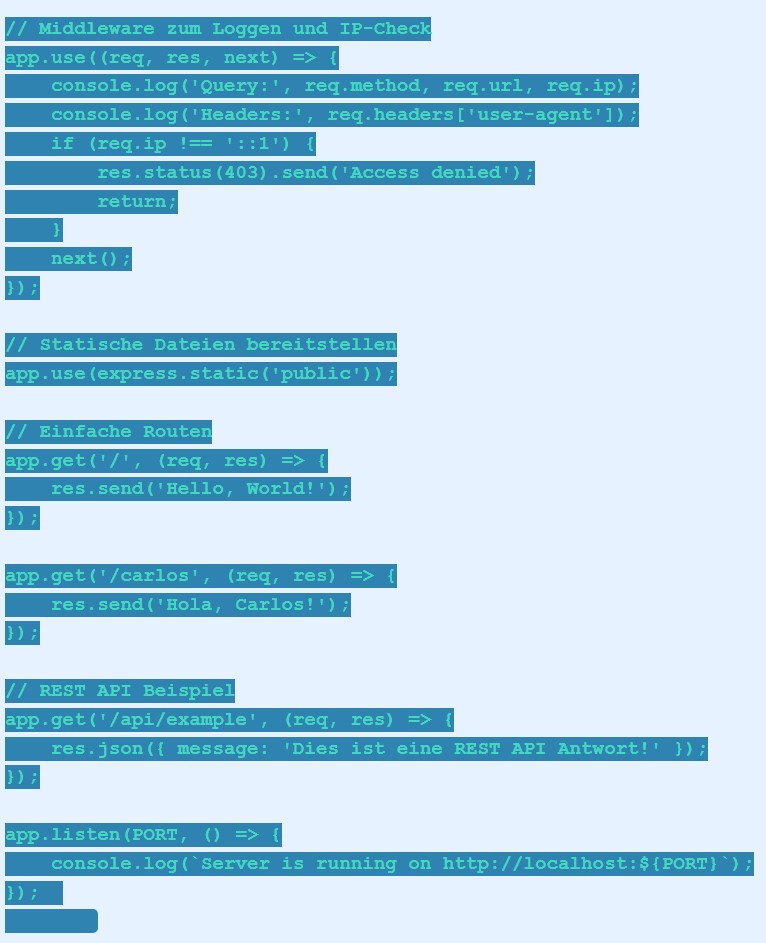 // Middleware zum Loggen und IP-Check
app.use((req, res, next) => {
    console.log('Query:', req.method, req.url, req.ip);
    console.log('Headers:', req.headers['user-agent']);
    if (req.ip !== '::1') {
        res.status(403).send('Access denied');
        return;
    }
    next();
});

// Statische Dateien bereitstellen
app.use(express.static('public'));

// Einfache Routen
app.get('/', (req, res) => {
    res.send('Hello, World!');
});

app.get('/carlos', (req, res) => {
    res.send('Hola, Carlos!');
});

// REST API Beispiel
app.get('/api/example', (req, res) => {
    res.json({ message: 'Dies ist eine REST API Antwort!' });
});

app.listen(PORT, () => {
    console.log(`Server is running on http://localhost:${PORT}`);
});